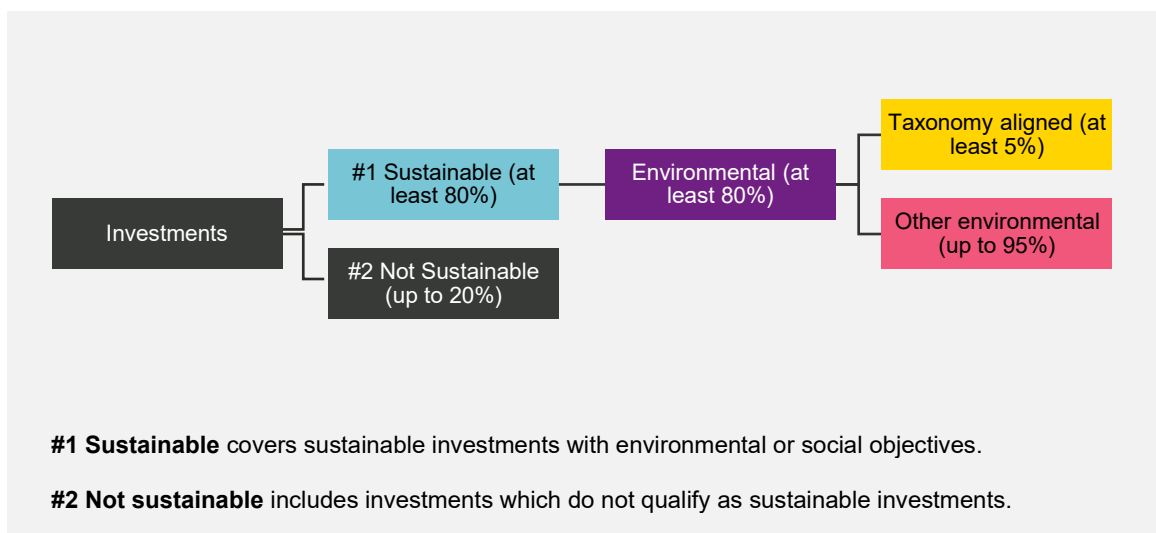 Taxonomy aligned (at
least 5%)
#1 Sustainable (at
least 80%)
Environmental (at
least 80%)
Investments
Other environmental
(up to 95%)
#2 Not Sustainable
(up to 20%)
#1 Sustainable covers sustainable investments with environmental or social objectives.
#2 Not sustainable includes investments which do not qualify as sustainable investments.